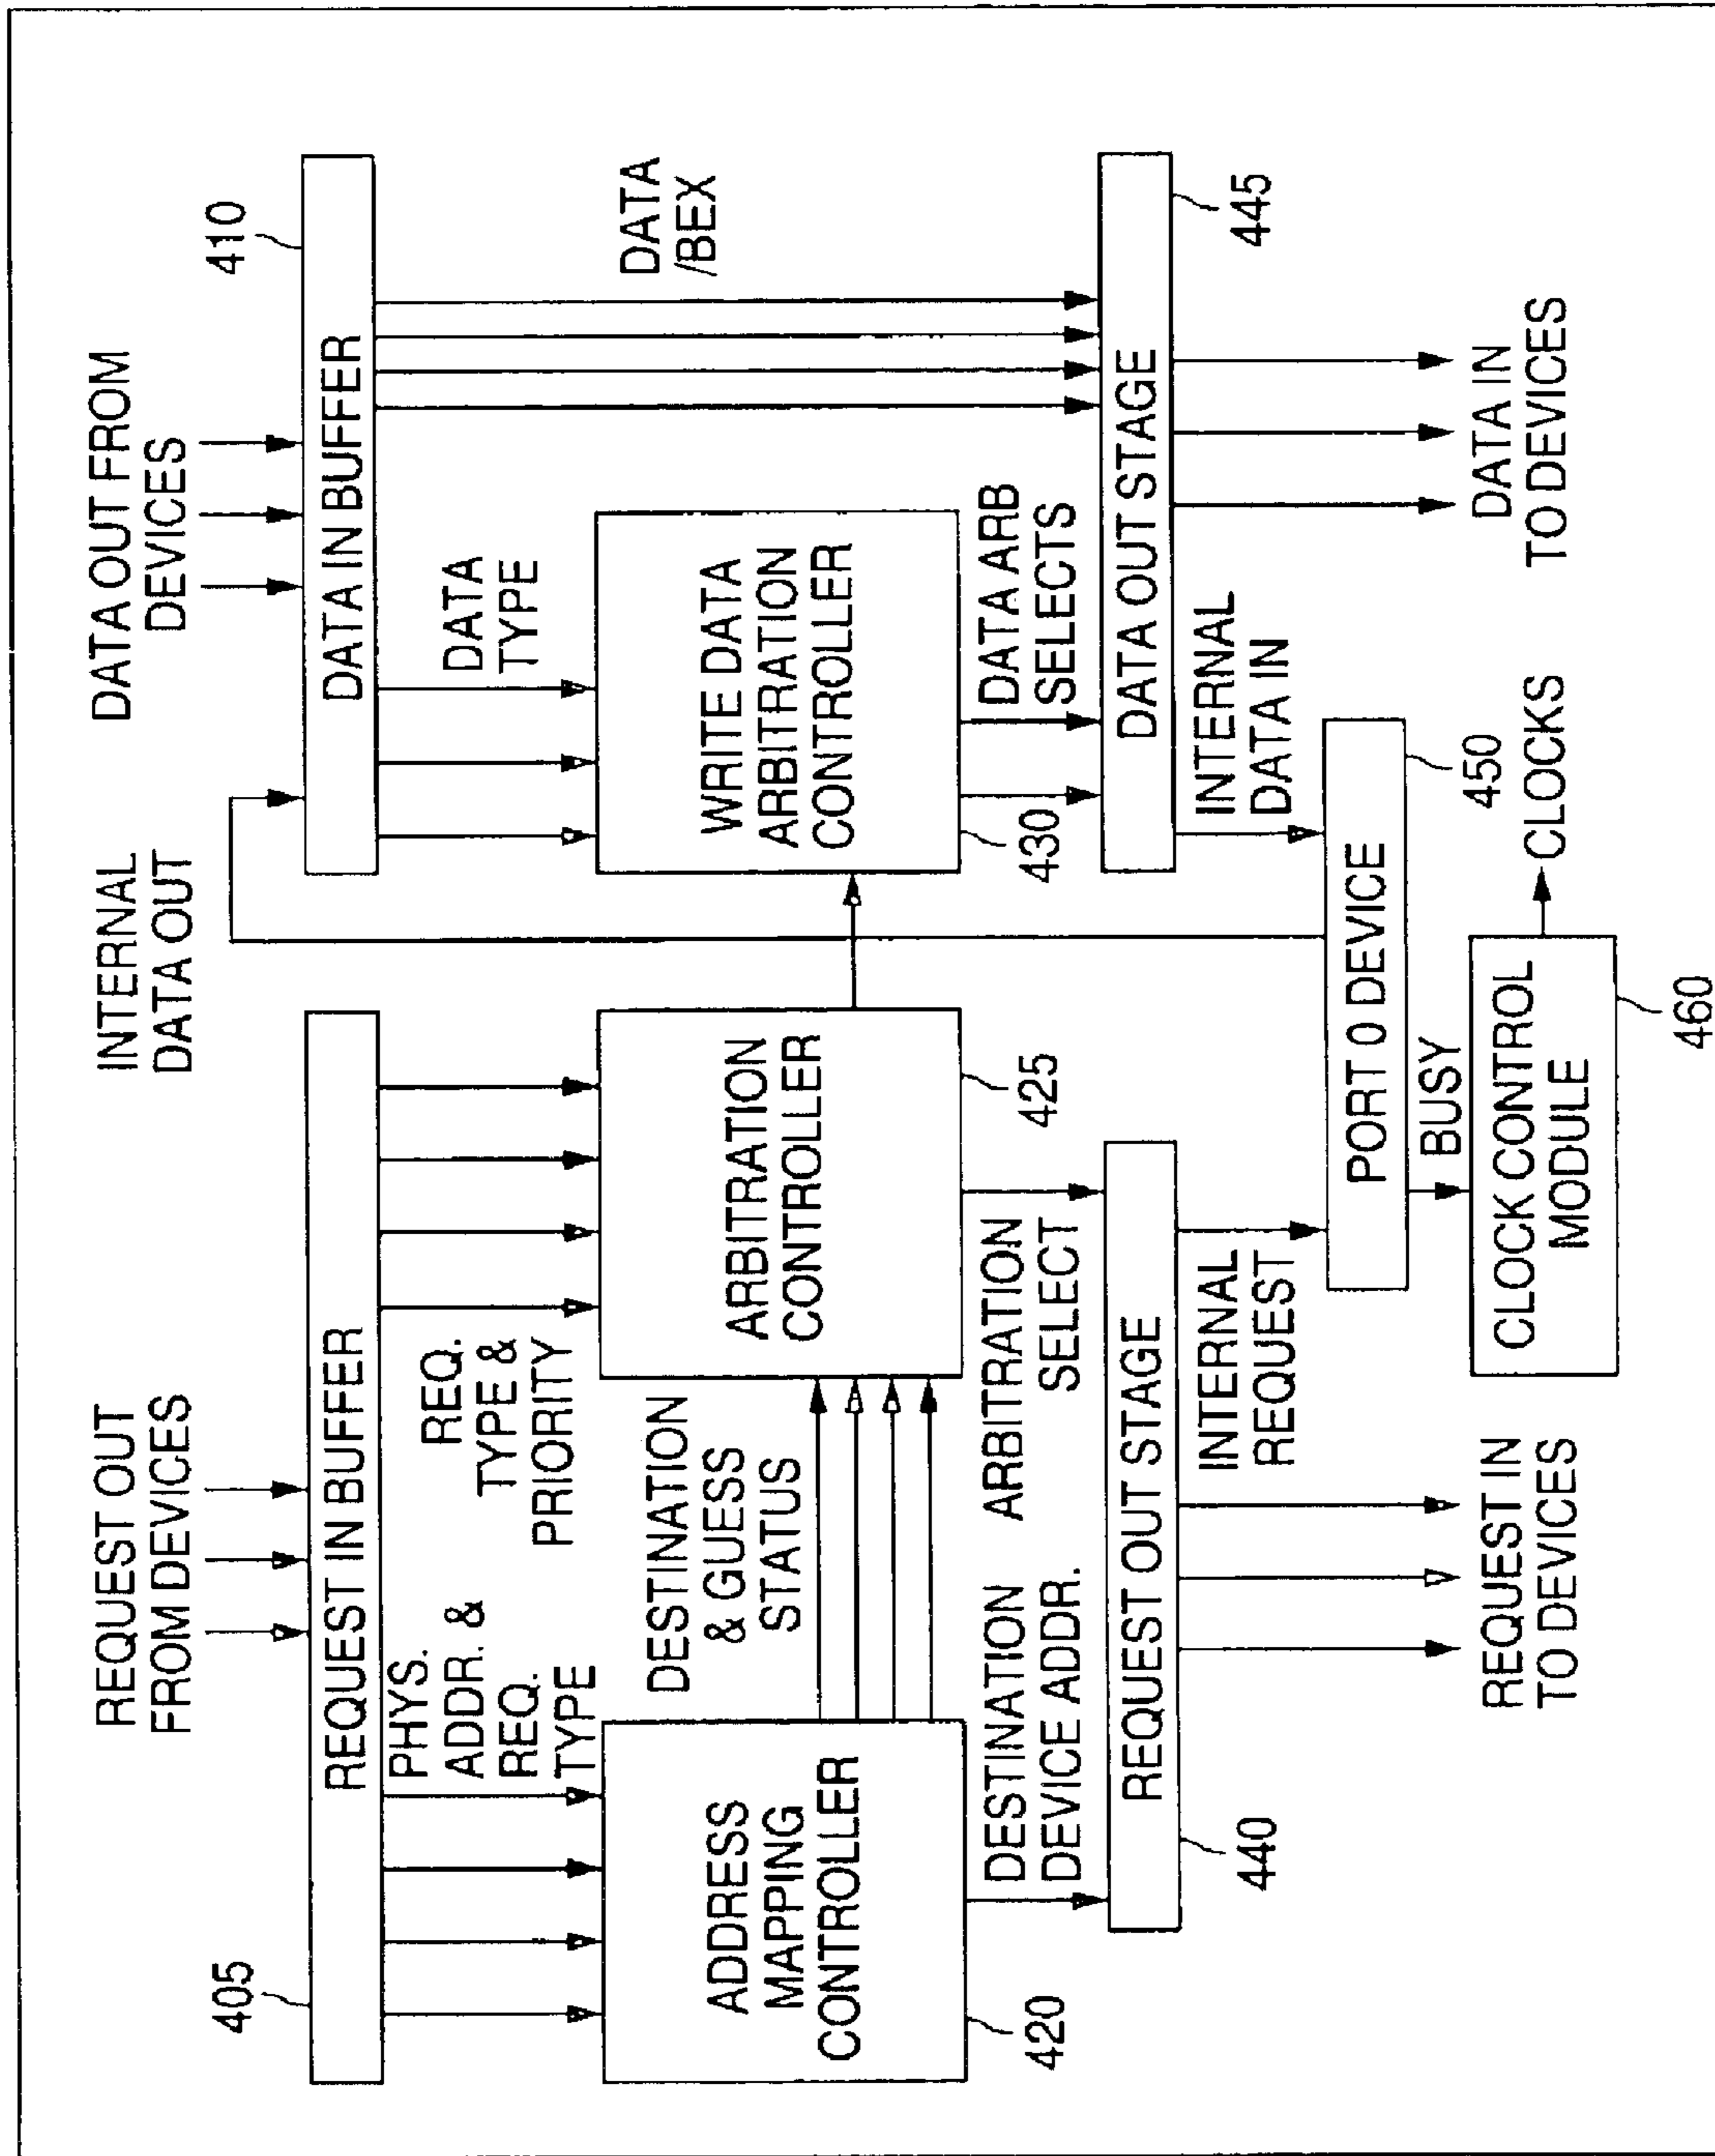 REQUEST OUT
FROM DEVICES
INTERNAL
DATA OUT
DATA OUT FROM
DEVICES
405
410
REQUEST IN BUFFER
DATA IN BUFFER
PHYS.
ADDR. &
REQ.
TYPE
REQ.
TYPE &
PRIORITY
DATA
TYPE
DATA
/BEX
ADDRESS
MAPPING
CONTROLLER
DESTINATION
& GUESS
STATUS
ARBITRATION
CONTROLLER
WRITE DATA
ARBITRATION
CONTROLLER
420
425
430
DESTINATION
DEVICE ADDR.
ARBITRATION
SELECT
DATA ARB
SELECTS
REQUEST OUT STAGE
DATA OUT STAGE
440
445
INTERNAL
REQUEST
INTERNAL
DATA IN
PORT 0 DEVICE
450
REQUEST IN
TO DEVICES
BUSY
CLOCKS
DATA IN
TO DEVICES
CLOCK CONTROL
MODULE
460